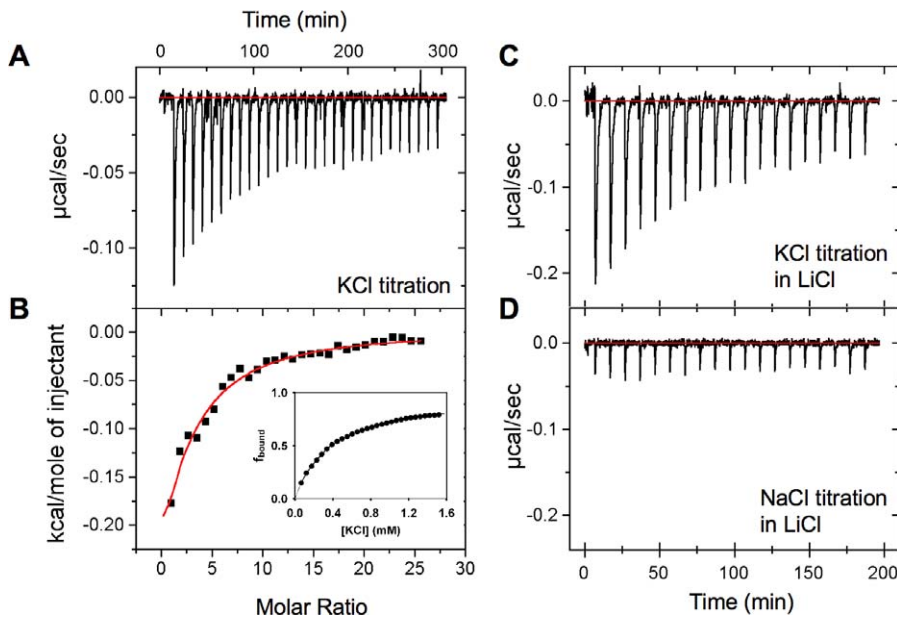 A
Time (min)
0 100 200 300
0.00
-0.05
-0.10
µcal/sec
KCl titration
B
0.00
-0.05
-0.10
-0.15
-0.20
kcal/mole of injectant
0 5 10 15 20 25 30
Molar Ratio
1.0
0.5
0.0
f bound
0.0 0.4 0.8 1.2 1.6
[KCl] (mM)
C
0.0
-0.1
-0.2
µcal/sec
KCl titration
in LiCl
D
0.0
-0.1
-0.2
µcal/sec
NaCl titration
in LiCl
0 50 100 150 200
Time (min)